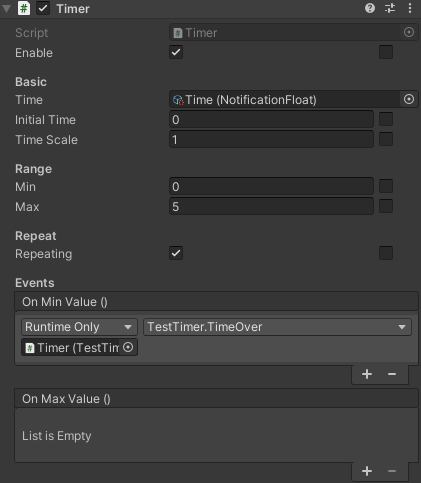 Timer
Script Timer
Enable
Basic
Time Time (NotificationFloat)
Initial Time 0
Time Scale 1
Range
Min 0
Max 5
Repeat
Repeating
Events
On Min Value ()
Runtime Only TestTimer.TimeOver
Timer (TestTim
On Max Value ()
List is Empty